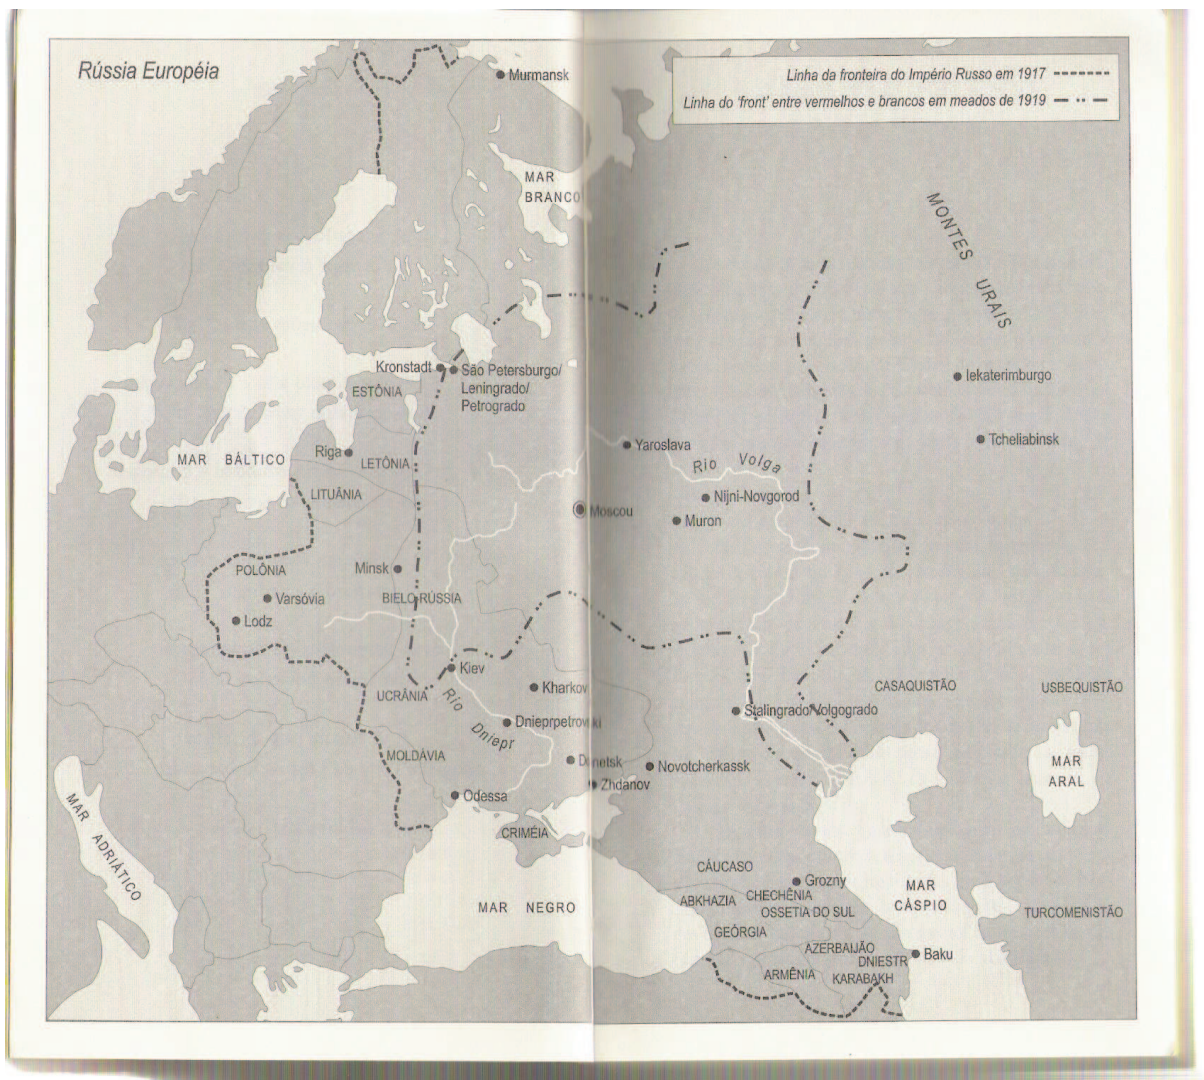 Rússia Européia
Linha da fronteira do Império Russo em 1917
Linha do 'front' entre vermelhos e brancos em meados de 1919
Murmansk
MAR
BRANCO
MONTES URAIS
Kronstadt
São Petersburgo/
Leningrado/
Petrogrado
ESTÔNIA
Iekaterimburgo
Tcheliabinsk
Yaroslava
Riga
LETÔNIA
MAR BÁLTICO
Rio Volga
LITUÂNIA
Nijni-Novgorod
Moscou
Muron
POLÔNIA
Minsk
Varsóvia
BIELO-RÚSSIA
Lodz
Kiev
UCRÂNIA
Rio Dniepr
Kharkov
CASAQUISTÃO
USBEQUISTÃO
Stalingrado/Volgogrado
Dnieprpetrovski
MOLDÁVIA
Donetsk
Novotcherkassk
MAR
ARAL
Zhdanov
Odessa
MAR ADRIÁTICO
CRIMÉIA
CÁUCASO
Grozny
CHECHÊNIA
ABKHAZIA
OSSETIA DO SUL
MAR
CÁSPIO
MAR NEGRO
TURCOMENISTÃO
GEÓRGIA
AZERBAIJÃO
DNIESTR
Baku
ARMÊNIA
KARABAKH